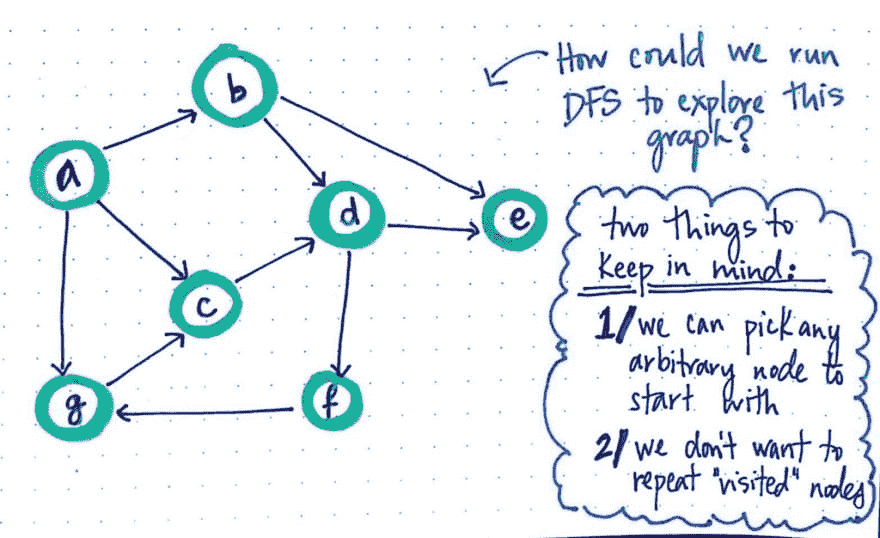 b
a
d
e
c
g
f
How could we run
DFS to explore this
graph?
two things to
keep in mind:
1/ we can pick any
arbitrary node to
start with
2/ we don't want to
repeat "visited" nodes